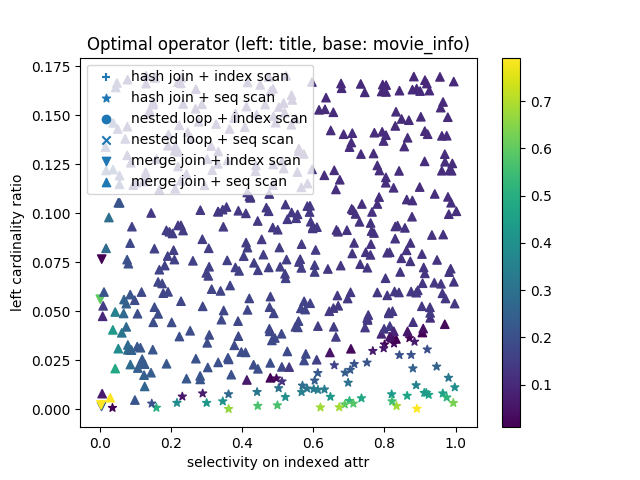 Optimal operator (left: title, base: movie_info)
0.175
0.150
0.125
0.100
0.075
0.050
0.025
0.000
left cardinality ratio
hash join + index scan
hash join + seq scan
nested loop + index scan
nested loop + seq scan
merge join + index scan
merge join + seq scan
0.0 0.2 0.4 0.6 0.8 1.0
selectivity on indexed attr
0.7
0.6
0.5
0.4
0.3
0.2
0.1